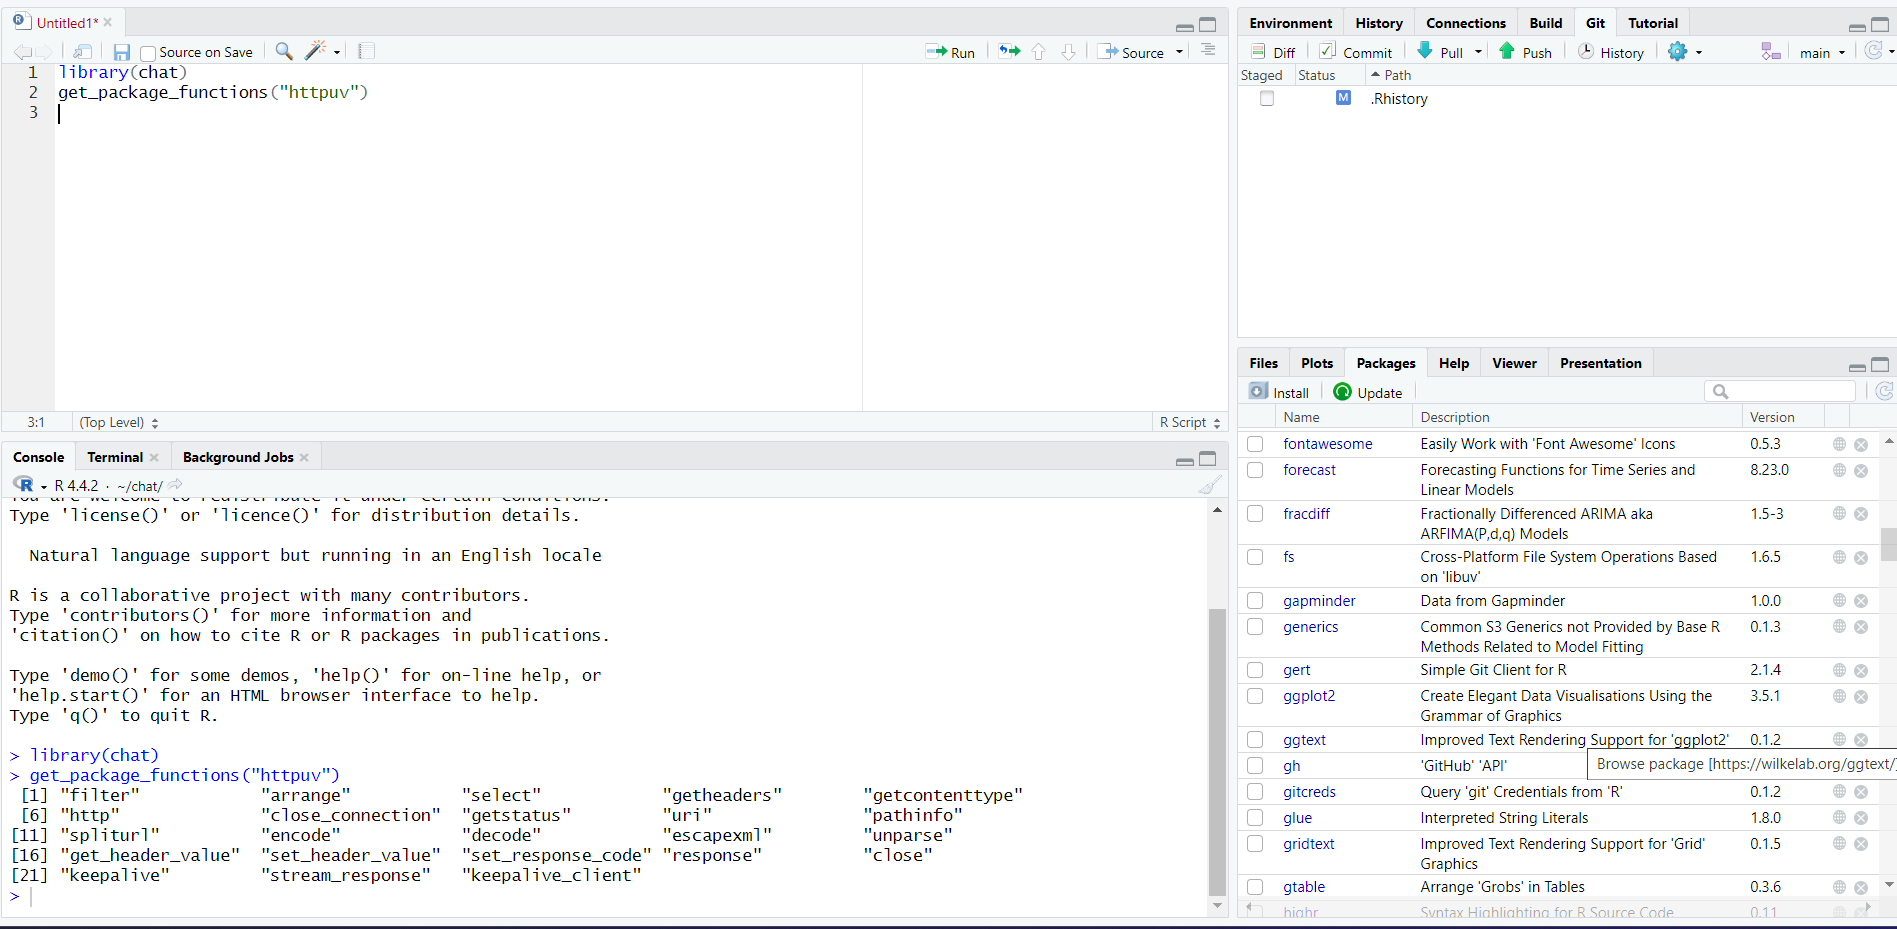 Untitled1*
Source on Save
Run
Source
1 library(chat)
2 get_package_functions("httpuv")
3
3:1
(Top Level)
R Script
Console
Terminal
Background Jobs
R 4.4.2 · ~/chat/
You are welcome to redistribute it under certain conditions.
Type 'license()' or 'licence()' for distribution details.
Natural language support but running in an English locale
R is a collaborative project with many contributors.
Type 'contributors()' for more information and
'citation()' on how to cite R or R packages in publications.
Type 'demo()' for some demos, 'help()' for on-line help, or
'help.start()' for an HTML browser interface to help.
Type 'q()' to quit R.
> library(chat)
> get_package_functions("httpuv")
[1] "filter" "arrange" "select" "getheaders" "getcontenttype"
[6] "http" "close_connection" "getstatus" "uri" "pathinfo"
[11] "spliturl" "encode" "decode" "escapexml" "unparse"
[16] "get_header_value" "set_header_value" "set_response_code" "response" "close"
[21] "keepalive" "stream_response" "keepalive_client"
>
Environment History Connections Build Git Tutorial
Diff Commit Pull Push History main
Staged Status Path
M .Rhistory
Files Plots Packages Help Viewer Presentation
Install Update
Name Description Version
fontawesome Easily Work with 'Font Awesome' Icons 0.5.3
forecast Forecasting Functions for Time Series and 8.23.0
Linear Models
fracdiff Fractionally Differenced ARIMA aka 1.5-3
ARFIMA(P,d,q) Models
fs Cross-Platform File System Operations Based 1.6.5
on 'libuv'
gapminder Data from Gapminder 1.0.0
generics Common S3 Generics not Provided by Base R 0.1.3
Methods Related to Model Fitting
gert Simple Git Client for R 2.1.4
ggplot2 Create Elegant Data Visualisations Using the 3.5.1
Grammar of Graphics
ggtext Improved Text Rendering Support for 'ggplot2' 0.1.2
gh 'GitHub' 'API'
Browse package [https://wilkelab.org/ggtext/]
gitcreds Query 'git' Credentials from 'R' 0.1.2
glue Interpreted String Literals 1.8.0
gridtext Improved Text Rendering Support for 'Grid' 0.1.5
Graphics
gtable Arrange 'Grobs' in Tables 0.3.6
highr Syntax Highlighting for R Source Code 0.11